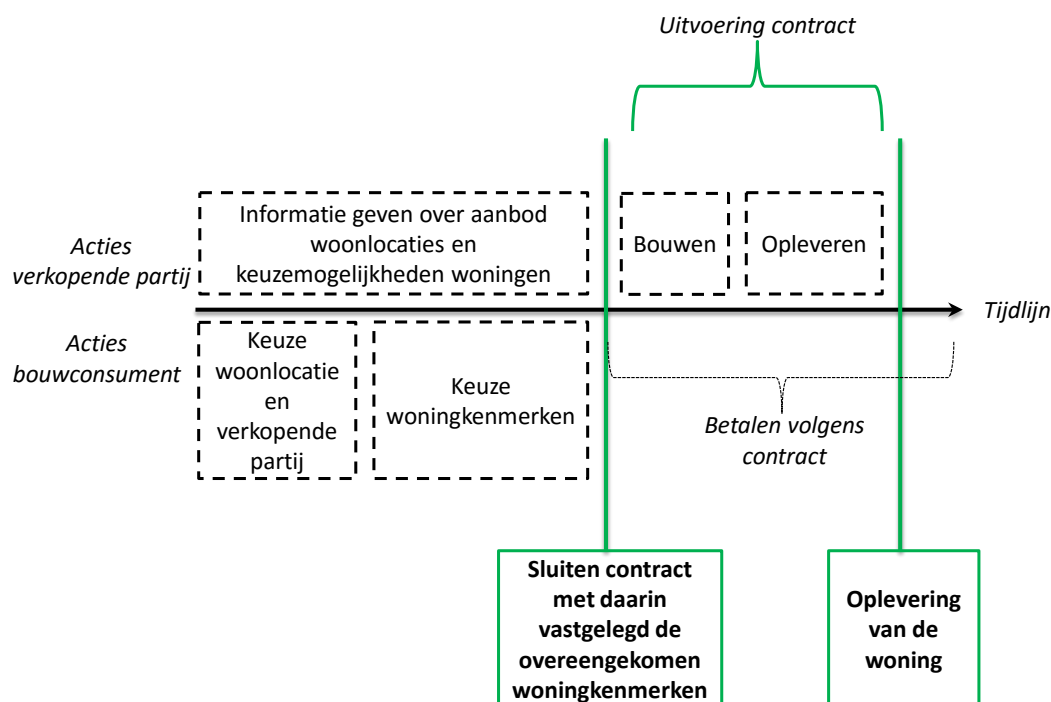 Uitvoering contract
Informatie geven over aanbod
woonlocaties en
keuzemogelijkheden woningen
Bouwen
Opleveren
Acties
verkopende partij
Tijdlijn
Acties
bouwconsument
Keuze
woonlocatie
en
verkopende
partij
Keuze
woningkenmerken
Betalen volgens
contract
Sluiten contract
met daarin
vastgelegd de
overeengekomen
woningkenmerken
Oplevering
van de
woning